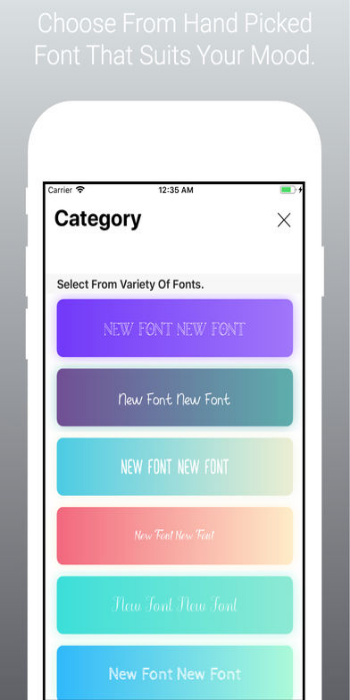 Choose From Hand Picked
Font That Suits Your Mood.
Carrier 12:35 AM
Category
Select From Variety Of Fonts.
NEW FONT NEW FONT
New Font New Font
NEW FONT NEW FONT
New Font New Font
New Font New Font
New Font New Font